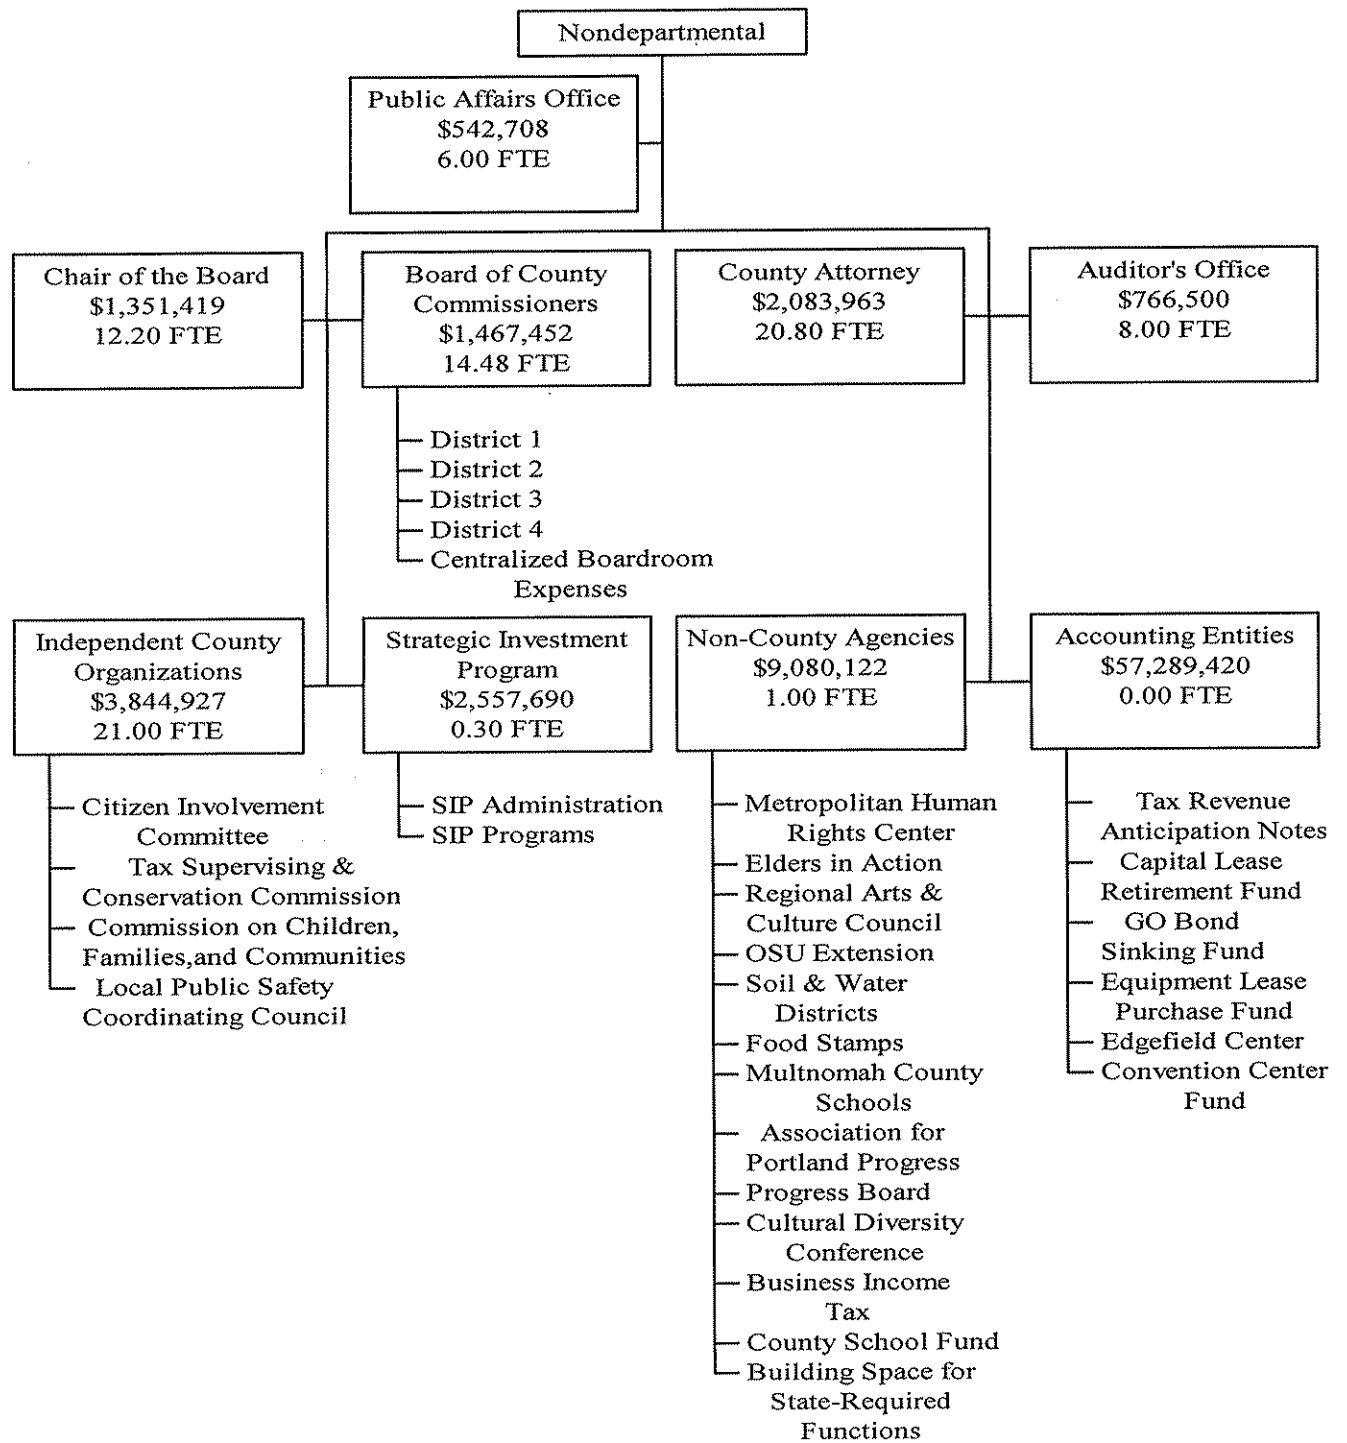 Nondepartmental
Public Affairs Office
$542,708
6.00 FTE
Chair of the Board
$1,351,419
12.20 FTE
Board of County
Commissioners
$1,467,452
14.48 FTE
County Attorney
$2,083,963
20.80 FTE
Auditor's Office
$766,500
8.00 FTE
District 1
District 2
District 3
District 4
Centralized Boardroom
Expenses
Independent County
Organizations
$3,844,927
21.00 FTE
Strategic Investment
Program
$2,557,690
0.30 FTE
Non-County Agencies
$9,080,122
1.00 FTE
Accounting Entities
$57,289,420
0.00 FTE
Citizen Involvement
Committee
Tax Supervising &
Conservation Commission
Commission on Children,
Families,and Communities
Local Public Safety
Coordinating Council
SIP Administration
SIP Programs
Metropolitan Human
Rights Center
Elders in Action
Regional Arts &
Culture Council
OSU Extension
Soil & Water
Districts
Food Stamps
Multnomah County
Schools
Association for
Portland Progress
Progress Board
Cultural Diversity
Conference
Business Income
Tax
County School Fund
Building Space for
State-Required
Functions
Tax Revenue
Anticipation Notes
Capital Lease
Retirement Fund
GO Bond
Sinking Fund
Equipment Lease
Purchase Fund
Edgefield Center
Convention Center
Fund